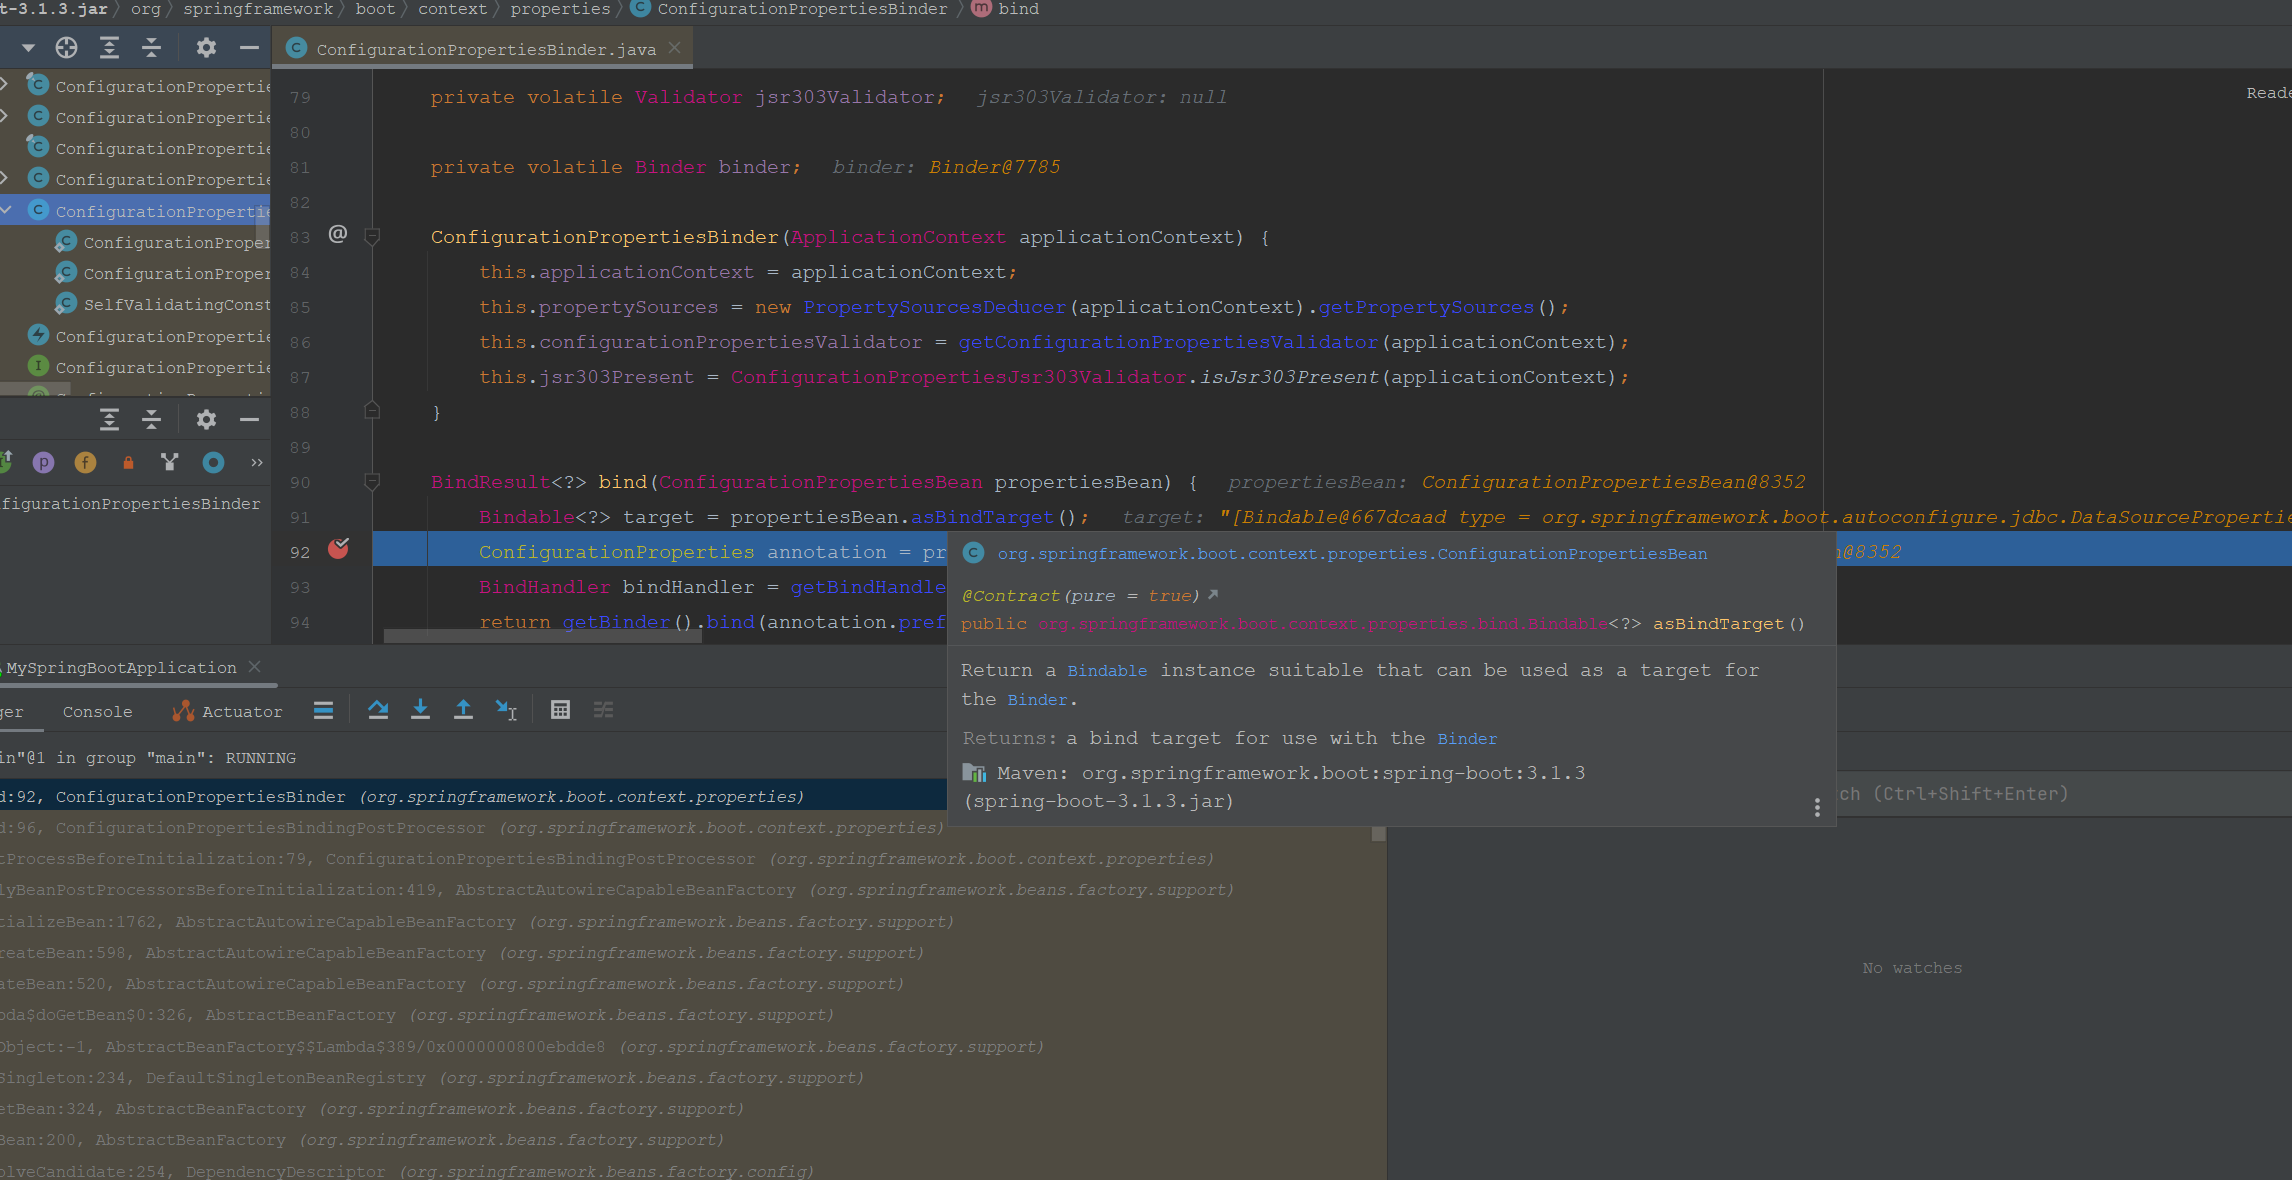 t-3.1.3.jar org springframework boot context properties ConfigurationPropertiesBinder bind
ConfigurationPropertiesBinder.java
ConfigurationPropertie
ConfigurationPropertie
ConfigurationPropertie
ConfigurationPropertie
ConfigurationPropertie
ConfigurationProper
ConfigurationProper
SelfValidatingConst
ConfigurationPropertie
ConfigurationPropertie
figurationPropertiesBinder
Reade
79 private volatile Validator jsr303Validator; jsr303Validator: null
80
81 private volatile Binder binder; binder: Binder@7785
82
83 @ ConfigurationPropertiesBinder(ApplicationContext applicationContext) {
84 this.applicationContext = applicationContext;
85 this.propertySources = new PropertySourcesDeducer(applicationContext).getPropertySources();
86 this.configurationPropertiesValidator = getConfigurationPropertiesValidator(applicationContext);
87 this.jsr303Present = ConfigurationPropertiesJsr303Validator.isJsr303Present(applicationContext);
88 }
89
90 BindResult<?> bind(ConfigurationPropertiesBean propertiesBean) { propertiesBean: ConfigurationPropertiesBean@8352
91 Bindable<?> target = propertiesBean.asBindTarget(); target: "[Bindable@667dcaad type = org.springframework.boot.autoconfigure.jdbc.DataSourcePropertie
92 ConfigurationProperties annotation = pr n@8352
93 BindHandler bindHandler = getBindHandle
94 return getBinder().bind(annotation.pref
org.springframework.boot.context.properties.ConfigurationPropertiesBean
@Contract(pure = true)
public org.springframework.boot.context.properties.bind.Bindable<?> asBindTarget()
Return a Bindable instance suitable that can be used as a target for
the Binder.
Returns: a bind target for use with the Binder
Maven: org.springframework.boot:spring-boot:3.1.3
(spring-boot-3.1.3.jar)
MySpringBootApplication
ger Console Actuator
in"@1 in group "main": RUNNING
d:92, ConfigurationPropertiesBinder (org.springframework.boot.context.properties)
d:96, ConfigurationPropertiesBindingPostProcessor (org.springframework.boot.context.properties)
tProcessBeforeInitialization:79, ConfigurationPropertiesBindingPostProcessor (org.springframework.boot.context.properties)
lyBeanPostProcessorsBeforeInitialization:419, AbstractAutowireCapableBeanFactory (org.springframework.beans.factory.support)
tializeBean:1762, AbstractAutowireCapableBeanFactory (org.springframework.beans.factory.support)
reateBean:598, AbstractAutowireCapableBeanFactory (org.springframework.beans.factory.support)
ateBean:520, AbstractAutowireCapableBeanFactory (org.springframework.beans.factory.support)
bda$doGetBean$0:326, AbstractBeanFactory (org.springframework.beans.factory.support)
Object:-1, AbstractBeanFactory$$Lambda$389/0x0000000800ebdde8 (org.springframework.beans.factory.support)
Singleton:234, DefaultSingletonBeanRegistry (org.springframework.beans.factory.support)
etBean:324, AbstractBeanFactory (org.springframework.beans.factory.support)
Bean:200, AbstractBeanFactory (org.springframework.beans.factory.support)
olveCandidate:254, DependencyDescriptor (org.springframework.beans.factory.config)
ch (Ctrl+Shift+Enter)
No watches